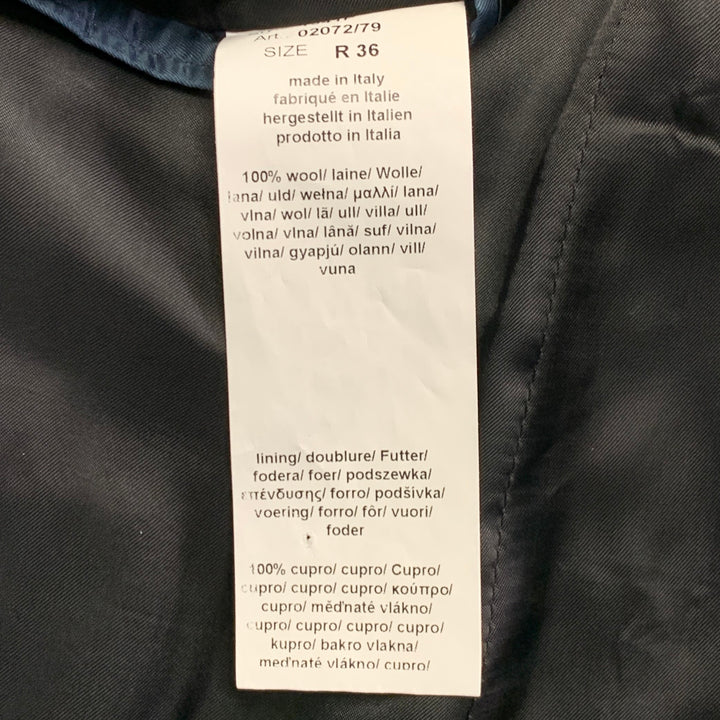 Art.: 02072/79
SIZE R 36
made in Italy
fabriqué en Italie
hergestellt in Italien
prodotto in Italia
100% wool/ laine/ Wolle/
lana/ uld/ wełna/ μαλλί/ lana/
vlna/ wol/ lã/ ull/ villa/ ull/
volna/ vlna/ lână/ suf/ vilna/
vilna/ gyapjú/ olann/ vill/
vuna
lining/ doublure/ Futter/
fodera/ foer/ podszewka/
επένδυσης/ forro/ podšívka/
voering/ forro/ fôr/ vuori/
foder
100% cupro/ cupro/ Cupro/
cupro/ cupro/ cupro/ κούπρο/
cupro/ měďnaté vlákno/
cupro/ cupro/ cupro/ cupro/
kupro/ bakro vlakna/
meďnaté vlákno/ cupro/